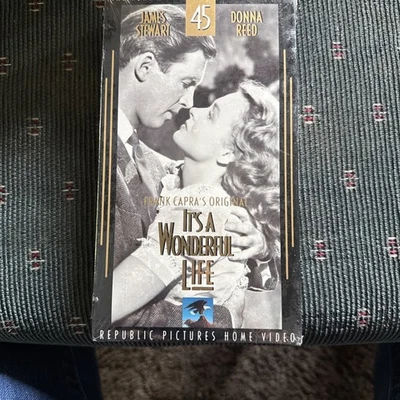 JAMES STEWART
45
DONNA REED
FRANK CAPRA'S ORIGINAL
IT'S A
WONDERFUL
LIFE
REPUBLIC PICTURES HOME VIDEO